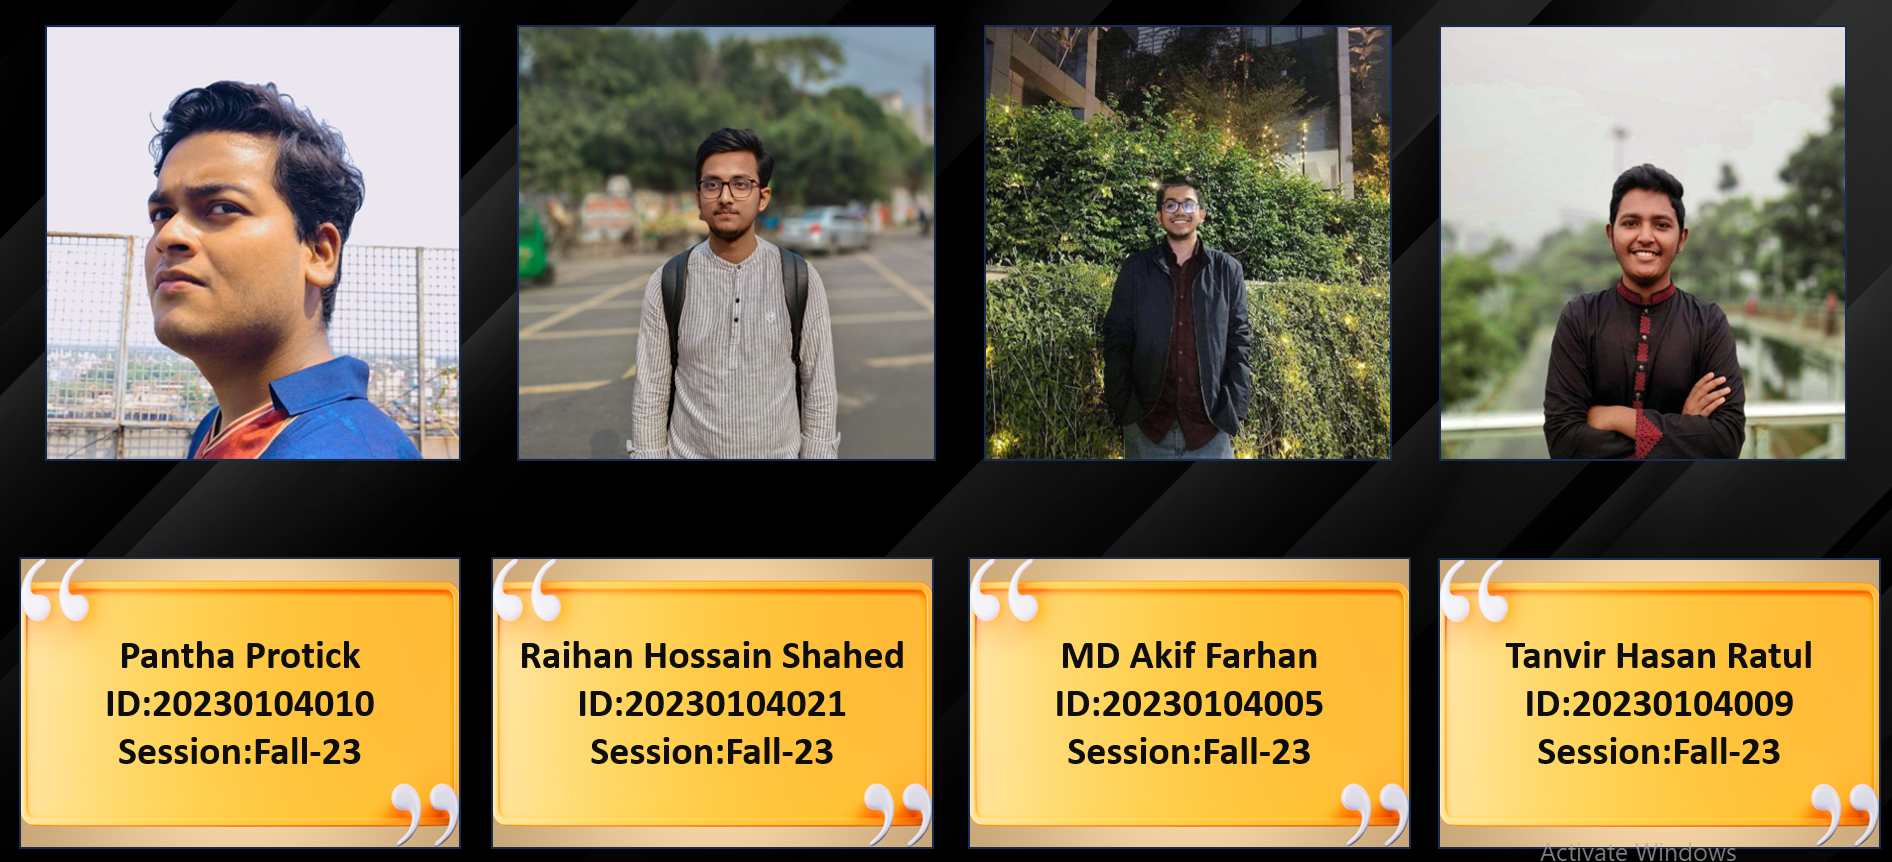 Pantha Protick
ID:20230104010
Session:Fall-23
Raihan Hossain Shahed
ID:20230104021
Session:Fall-23
MD Akif Farhan
ID:20230104005
Session:Fall-23
Tanvir Hasan Ratul
ID:20230104009
Session:Fall-23
Activate Windows